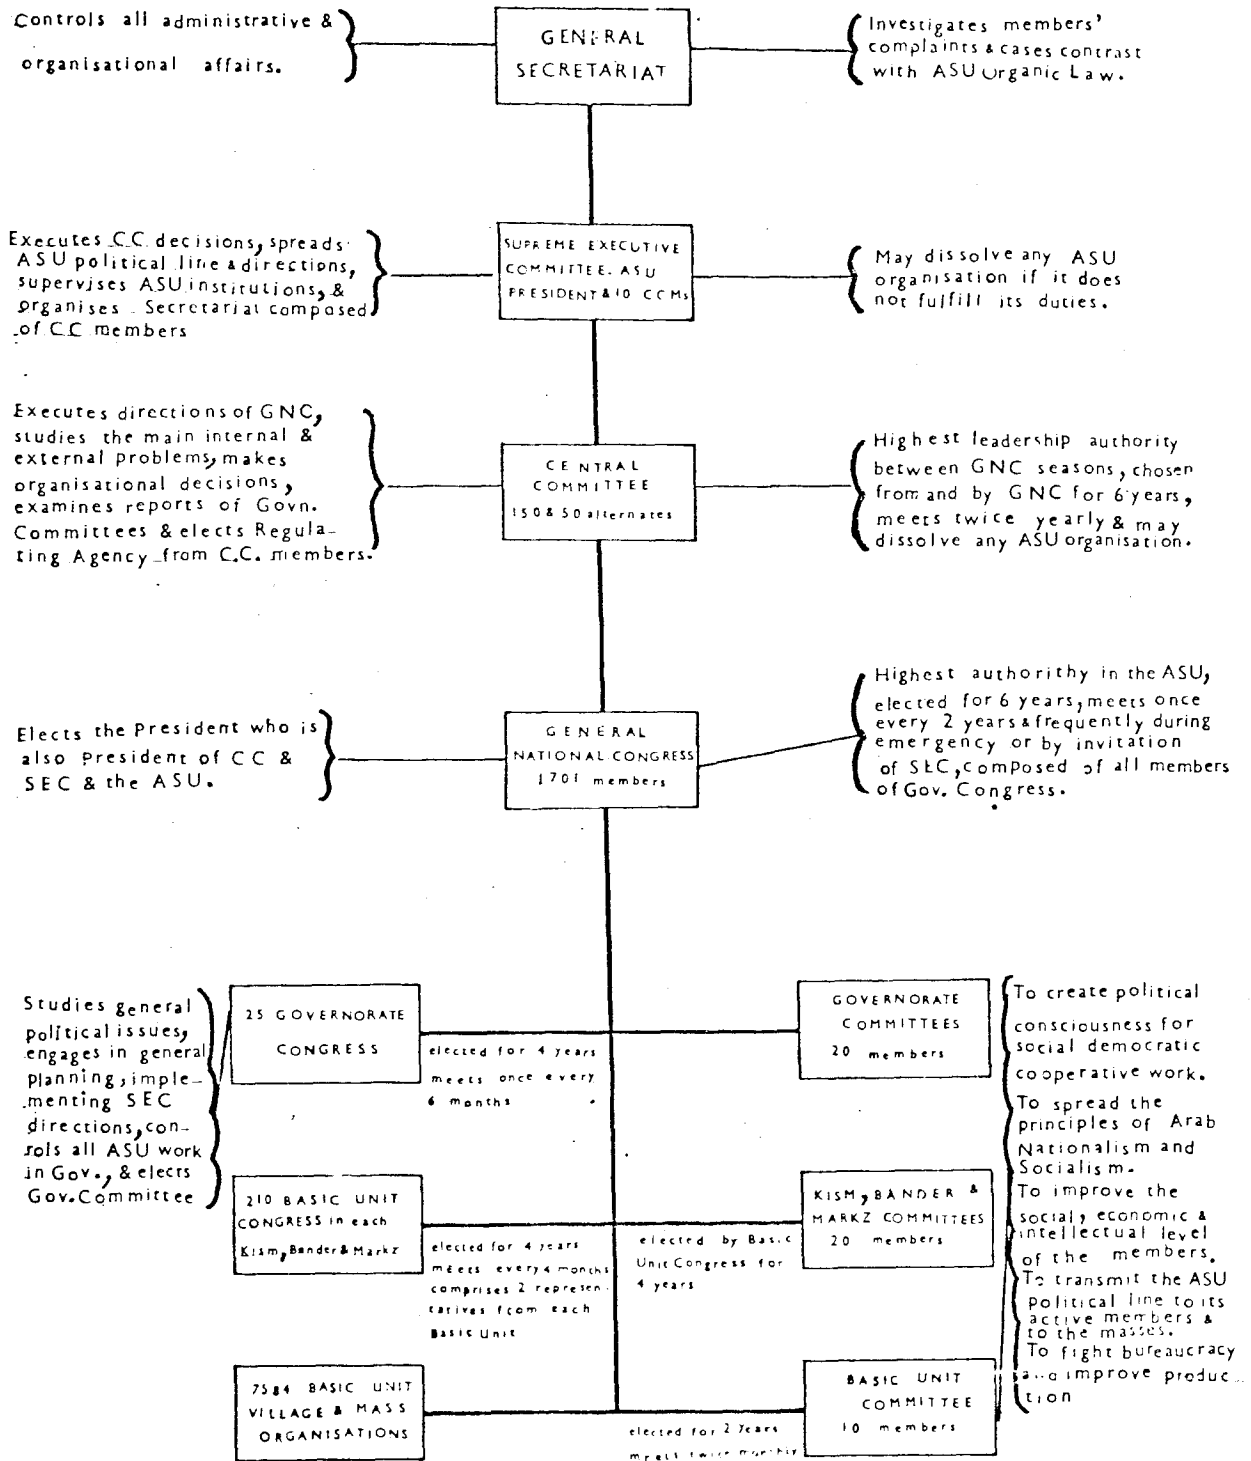 Controls all administrative &
organisational affairs.
GENERAL
SECRETARIAT
Investigates members'
complaints & cases contrast
with ASU Organic Law.
Executes C.C. decisions, spreads
ASU political line & directions,
supervises ASU institutions, &
organises Secretariat composed
of C.C members
SUPREME EXECUTIVE
COMMITTEE. ASU
PRESIDENT & 10 CCMs
May dissolve any ASU
organisation if it does
not fulfill its duties.
Executes directions of GNC,
studies the main internal &
external problems, makes
organisational decisions,
examines reports of Govn.
Committees & elects Regula-
ting Agency from C.C. members.
CENTRAL
COMMITTEE
150 & 50 alternates
Highest leadership authority
between GNC seasons, chosen
from and by GNC for 6 years,
meets twice yearly & may
dissolve any ASU organisation.
Elects the President who is
also President of CC &
SEC & the ASU.
GENERAL
NATIONAL CONGRESS
1701 members
Highest authorithy in the ASU,
elected for 6 years, meets once
every 2 years & frequently during
emergency or by invitation
of SEC, composed of all members
of Gov. Congress.
Studies general
political issues,
engages in general
planning, imple-
menting SEC
directions, con-
rols all ASU work
in Gov., & elects
Gov. Committee
25 GOVERNORATE
CONGRESS
elected for 4 years
meets once every
6 months
GOVERNORATE
COMMITTEES
20 members
210 BASIC UNIT
CONGRESS in each
Kism, Bander & Markz
elected for 4 years
meets every 4 months
comprises 2 represen-
tatives from each
Basic Unit
elected by Basic
Unit Congress for
4 years
KISM, BANDER &
MARKZ COMMITTEES
20 members
7584 BASIC UNIT
VILLAGE & MASS
ORGANISATIONS
elected for 2 Years
meets twice monthly
BASIC UNIT
COMMITTEE
10 members
To create political
consciousness for
social democratic
cooperative work.
To spread the
principles of Arab
Nationalism and
Socialism.
To improve the
social, economic &
intellectual level
of the members.
To transmit the ASU
political line to its
active members &
to the masses.
To fight bureaucracy
and improve produc-
tion